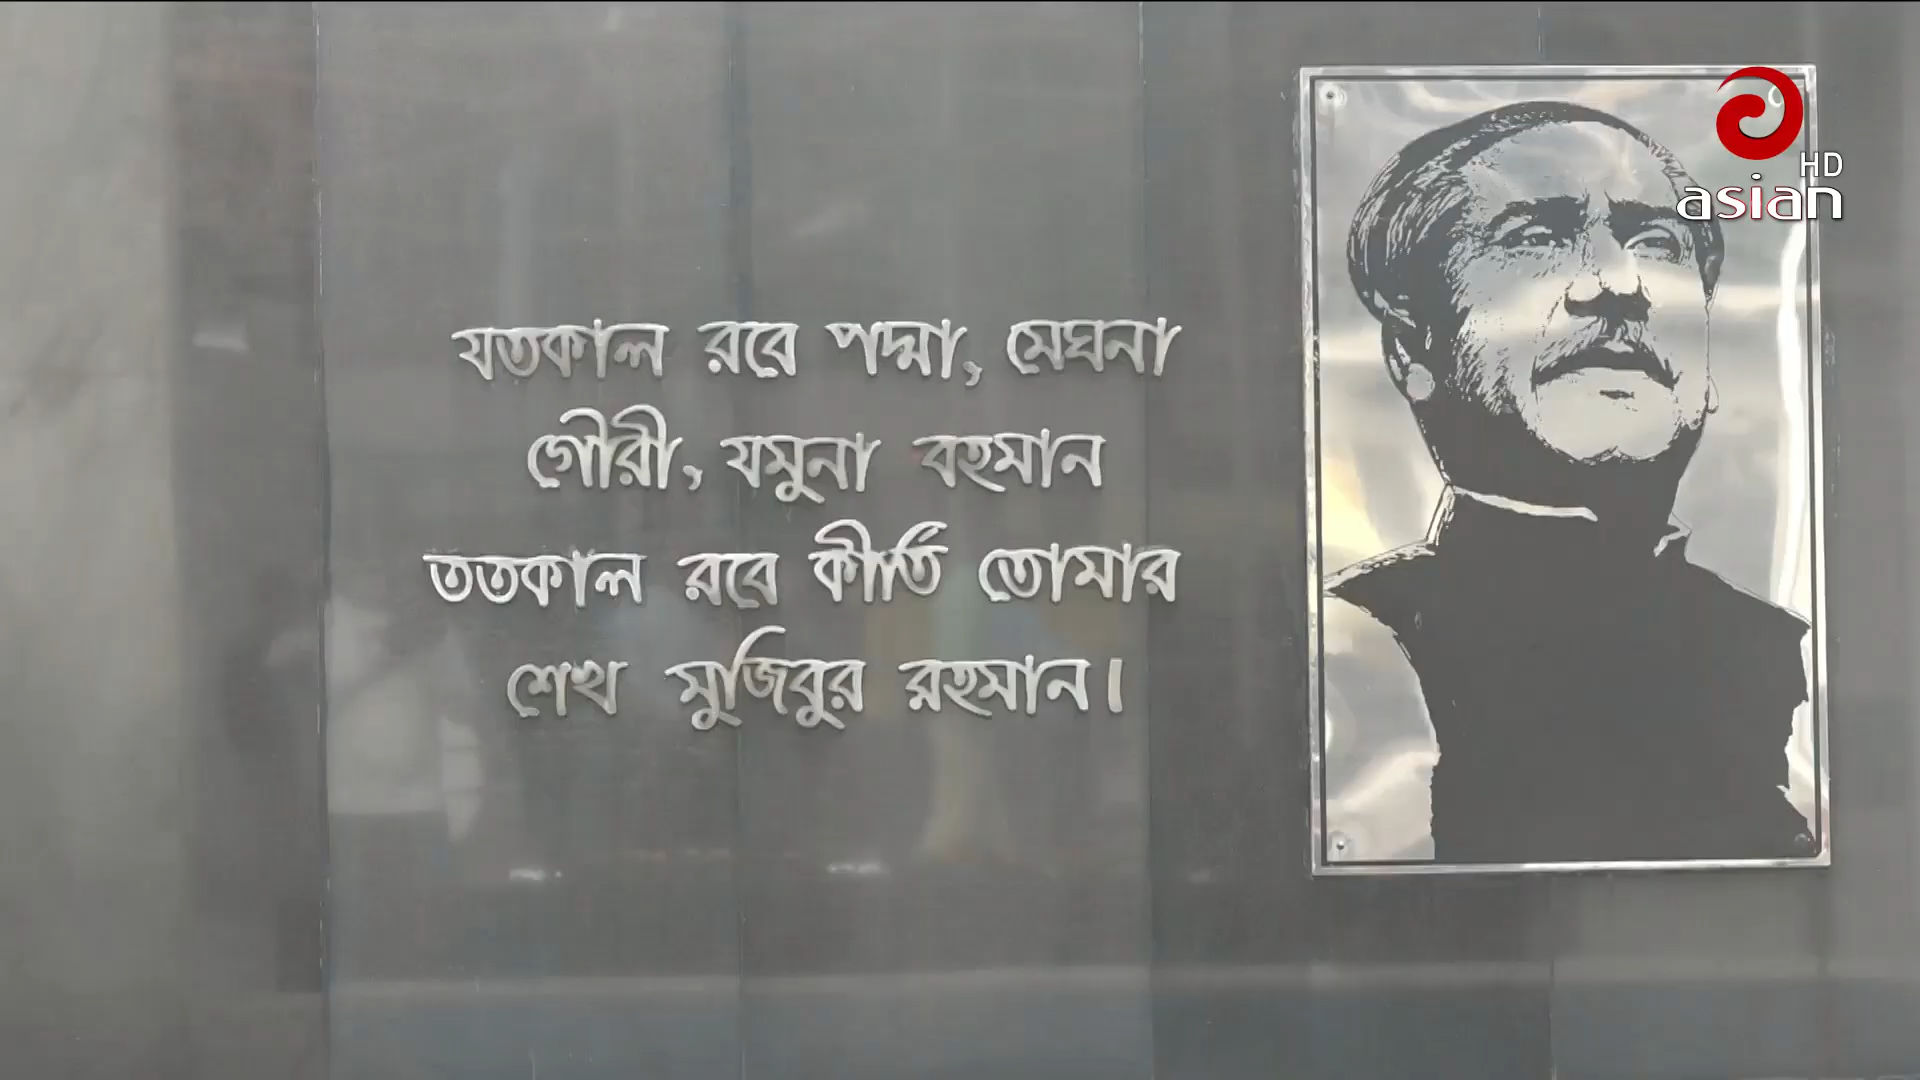 যতকাল রবে পদ্মা, মেঘনা
গৌরী, যমুনা বহমান
ততকাল রবে কীর্তি তোমার
শেখ মুজিবুর রহমান।
HD
asian